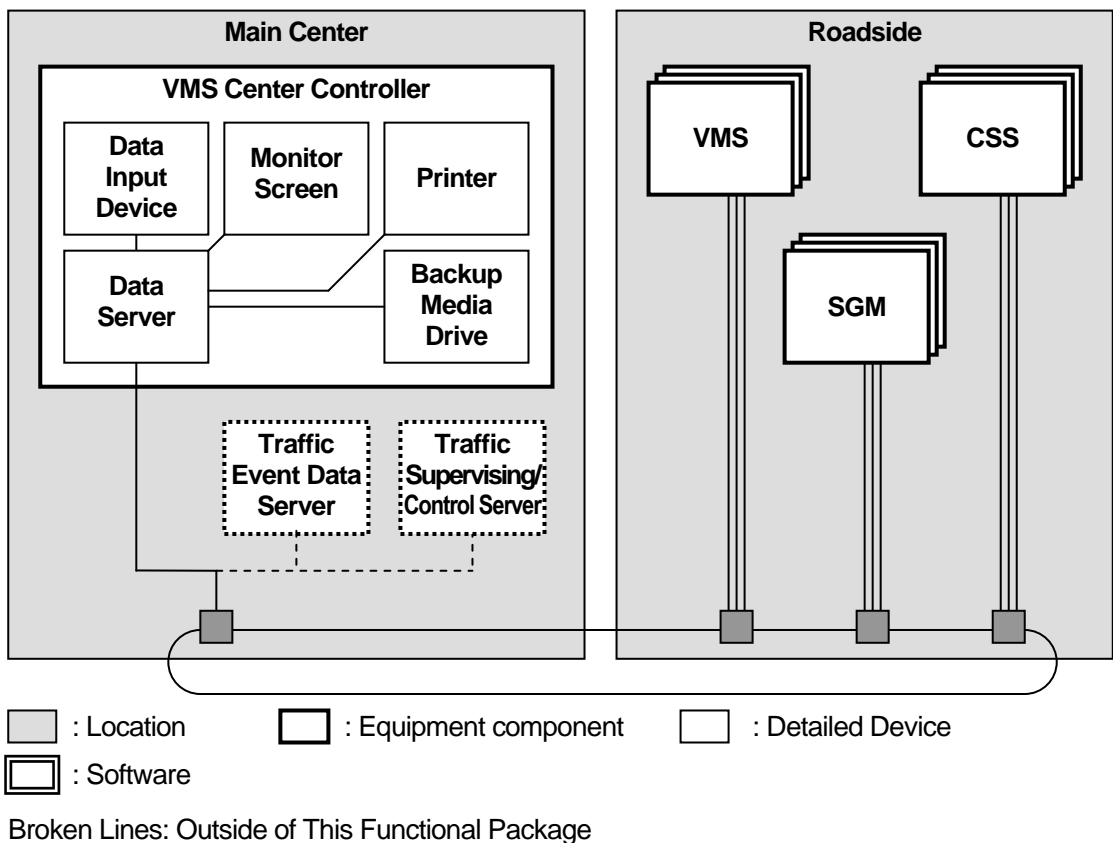 Main Center
VMS Center Controller
Data
Input
Device
Monitor
Screen
Printer
Data
Server
Backup
Media
Drive
Traffic
Event Data
Server
Traffic
Supervising/
Control Server
Roadside
VMS
CSS
SGM
: Location
: Equipment component
: Detailed Device
: Software
Broken Lines: Outside of This Functional Package